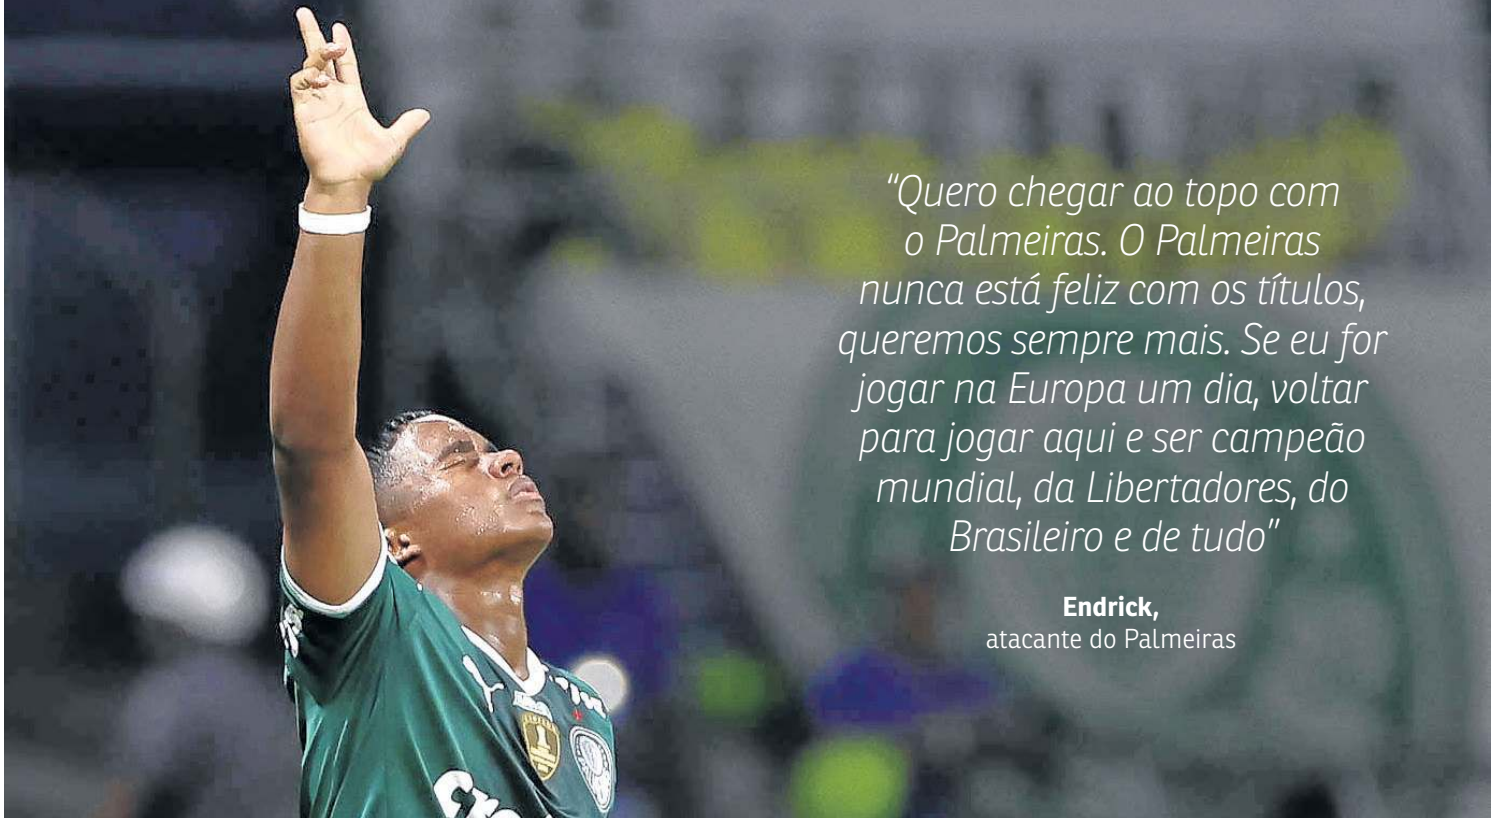 “Quero chegar ao topo com
o Palmeiras. O Palmeiras
nunca está feliz com os títulos,
queremos sempre mais. Se eu for
jogar na Europa um dia, voltar
para jogar aqui e ser campeão
mundial, da Libertadores, do
Brasileiro e de tudo”
Endrick,
atacante do Palmeiras